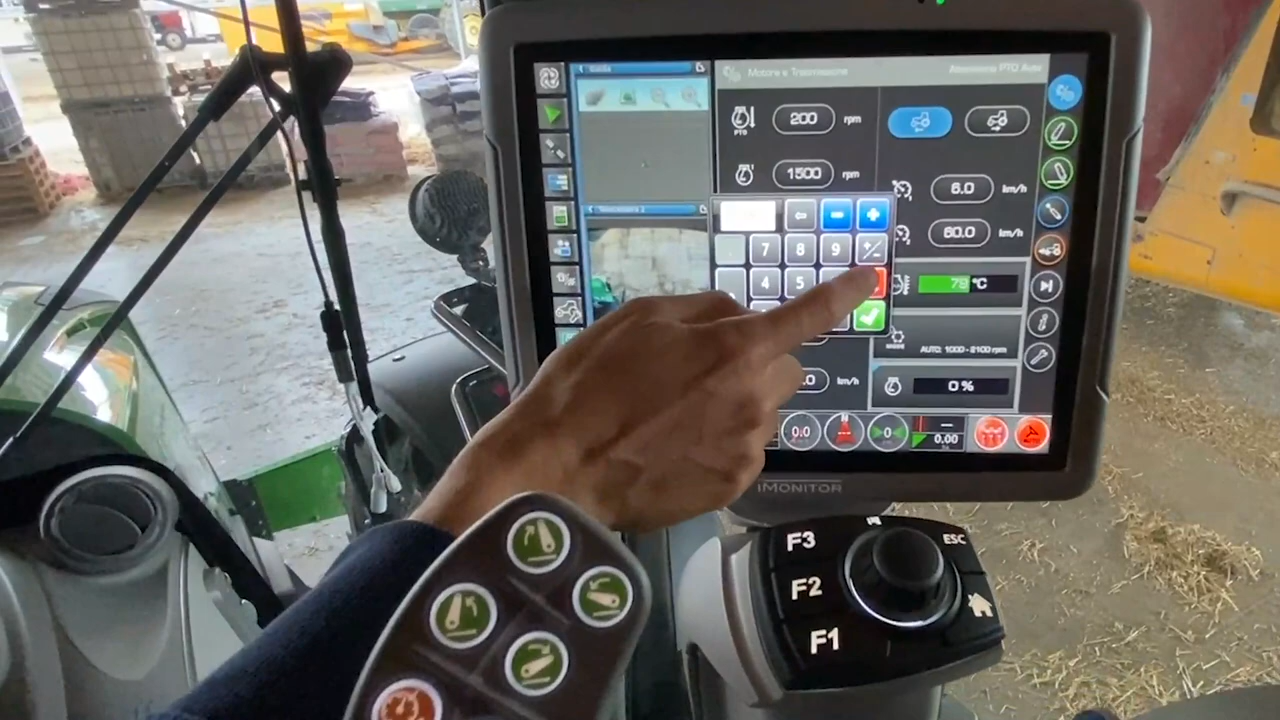 Guida
Motore e Trasmissione
Attenzione PTO Auto
PTO
200 rpm
1500 rpm
6.0 km/h
60.0 km/h
7 8 9 +/-
4 5
°C
MODE
AUTO: 1000 - 2100 rpm
.0 km/h
0 %
0.0
0
0.00
iMONITOR
F3
ESC
F2
F1